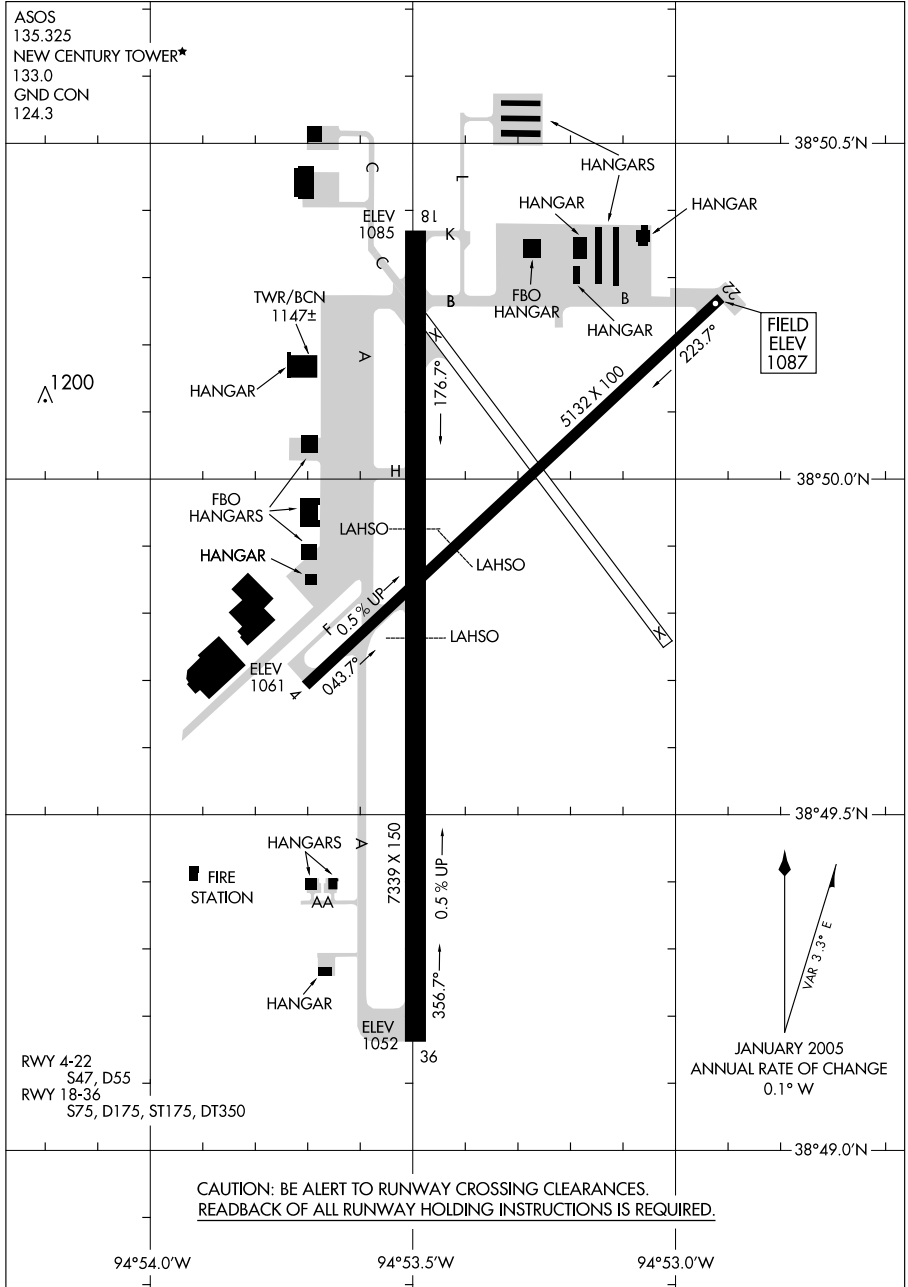 ASOS
135.325
NEW CENTURY TOWER★
133.0
GND CON
124.3
38°50.5'N
HANGARS
HANGAR
HANGAR
C
L
ELEV
1085
18
K
C
TWR/BCN
1147±
B
FBO
HANGAR
HANGAR
B
22
FIELD
ELEV
1087
A
X
176.7°
5132 X 100
223.7°
1200
HANGAR
H
38°50.0'N
FBO
HANGARS
LAHSO
LAHSO
HANGAR
F
0.5% UP
LAHSO
ELEV
1061
4
043.7°
X
38°49.5'N
HANGARS
A
7339 X 150
0.5% UP
FIRE
STATION
AA
VAR 3.3° E
HANGAR
356.7°
ELEV
1052
36
JANUARY 2005
ANNUAL RATE OF CHANGE
0.1° W
RWY 4-22
S47, D55
RWY 18-36
S75, D175, ST175, DT350
38°49.0'N
CAUTION: BE ALERT TO RUNWAY CROSSING CLEARANCES.
READBACK OF ALL RUNWAY HOLDING INSTRUCTIONS IS REQUIRED.
94°54.0'W
94°53.5'W
94°53.0'W